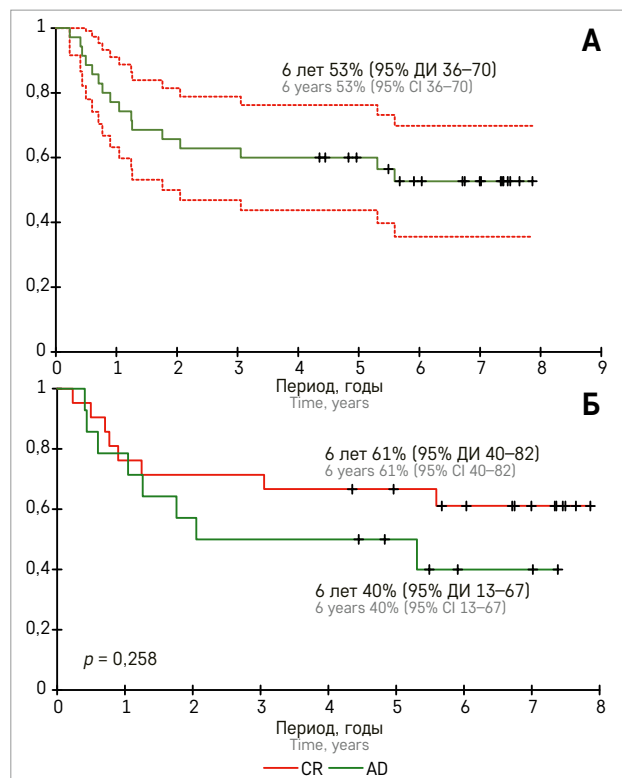 А
1
0,8
0,6
0,4
0,2
0
6 лет 53% (95% ДИ 36–70)
6 years 53% (95% CI 36–70)
0 1 2 3 4 5 6 7 8 9
Период, годы
Time, years
Б
1
0,8
0,6
0,4
0,2
0
6 лет 61% (95% ДИ 40–82)
6 years 61% (95% CI 40–82)
6 лет 40% (95% ДИ 13–67)
6 years 40% (95% CI 13–67)
p = 0,258
0 1 2 3 4 5 6 7 8
Период, годы
Time, years
CR AD